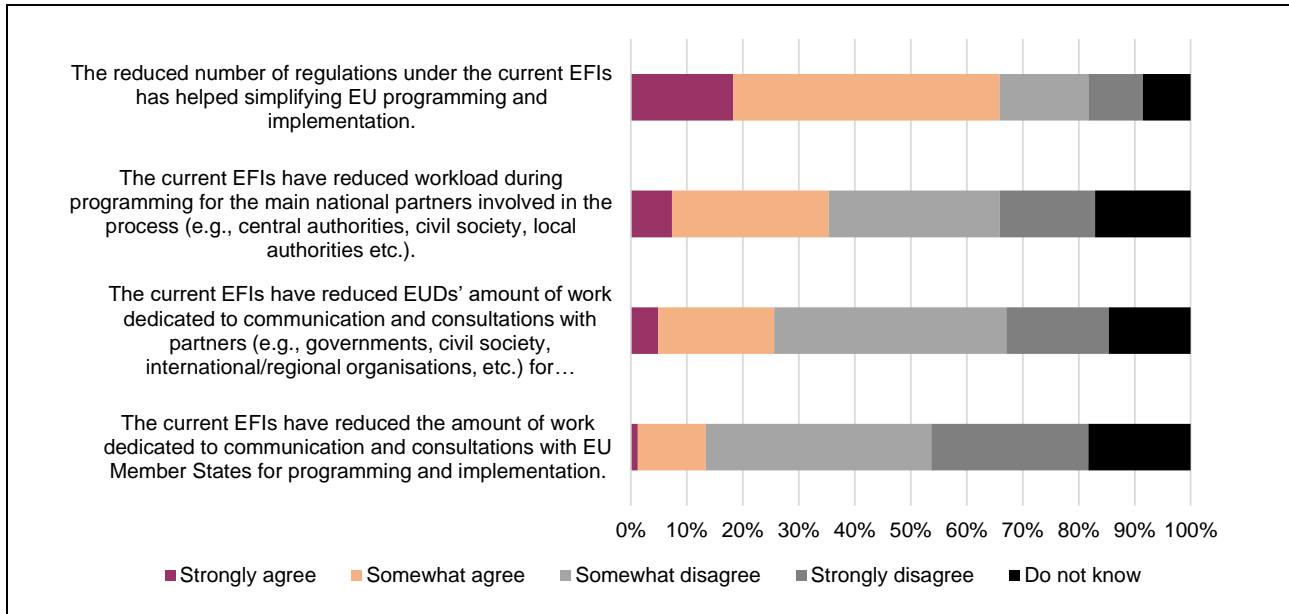 The reduced number of regulations under the current EFIs
has helped simplifying EU programming and
implementation.
The current EFIs have reduced workload during
programming for the main national partners involved in the
process (e.g., central authorities, civil society, local
authorities etc.).
The current EFIs have reduced EUDs’ amount of work
dedicated to communication and consultations with
partners (e.g., governments, civil society,
international/regional organisations, etc.) for…
The current EFIs have reduced the amount of work
dedicated to communication and consultations with EU
Member States for programming and implementation.
0% 10% 20% 30% 40% 50% 60% 70% 80% 90% 100%
Strongly agree Somewhat agree Somewhat disagree Strongly disagree Do not know